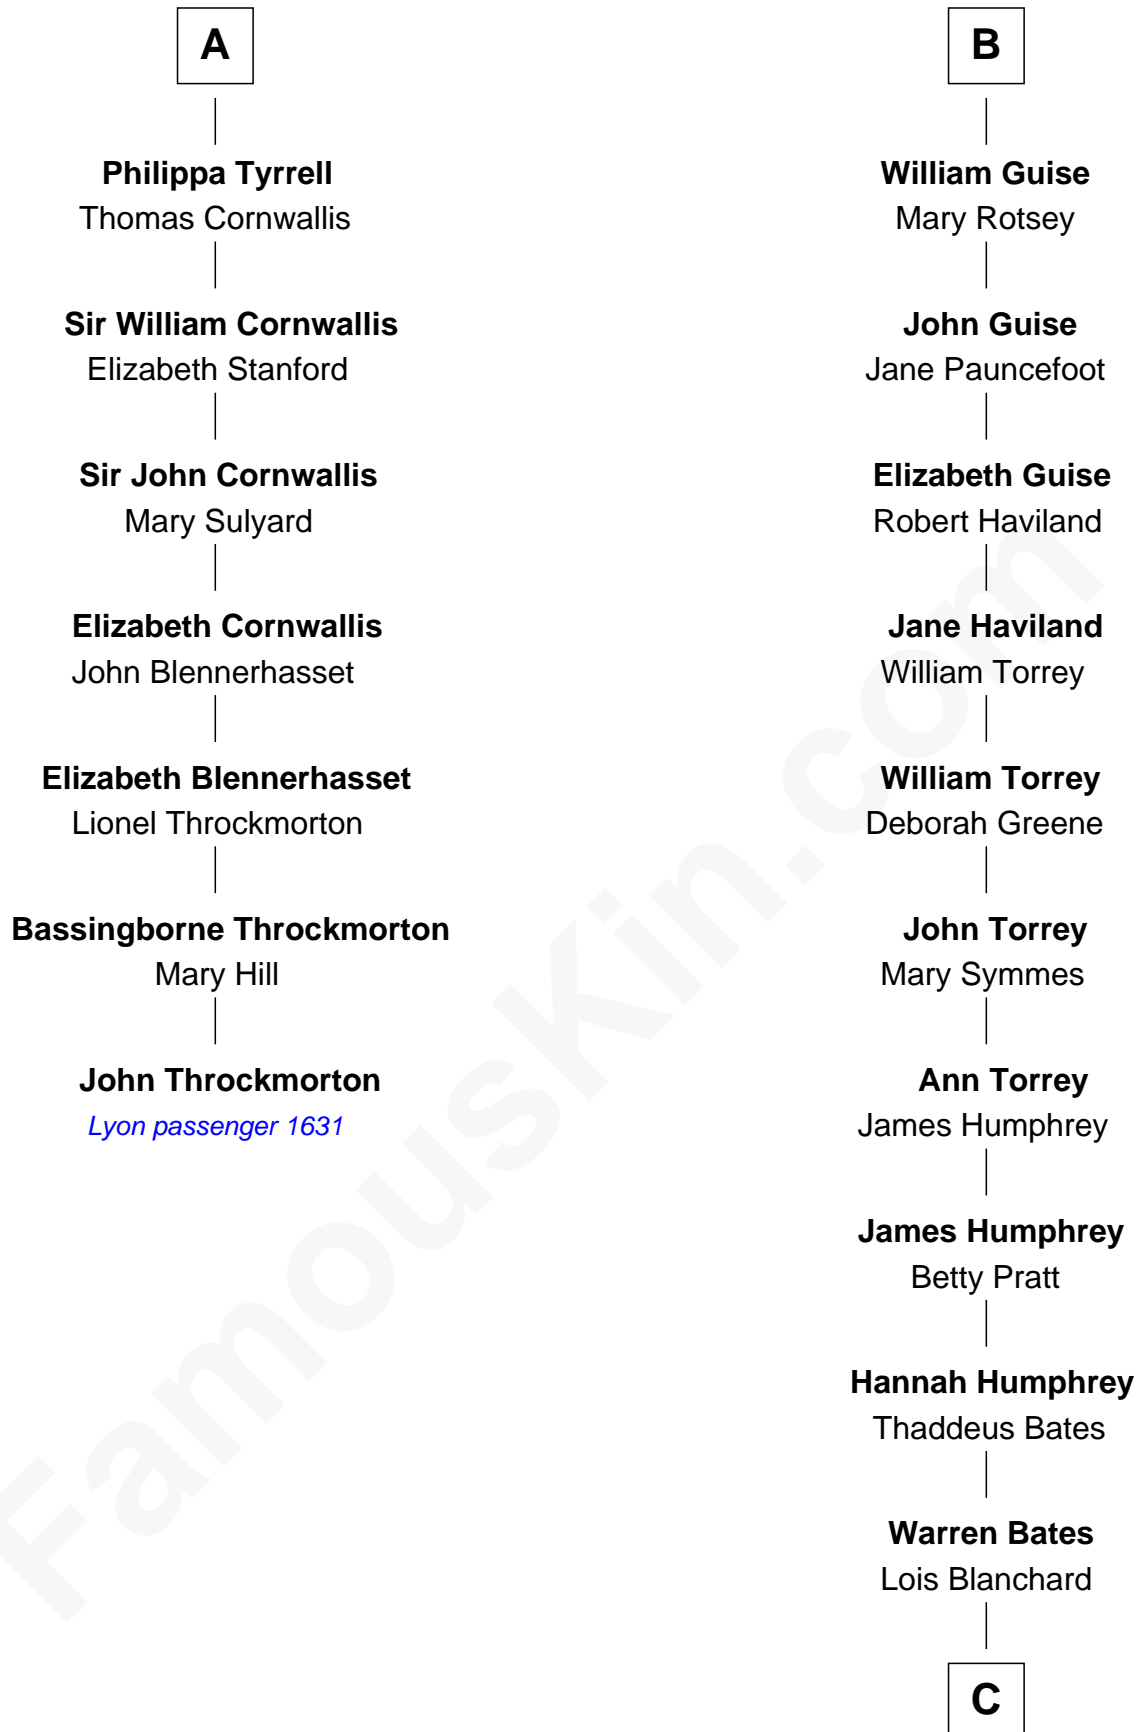 A
Philippa Tyrrell
Thomas Cornwallis
Sir William Cornwallis
Elizabeth Stanford
Sir John Cornwallis
Mary Sulyard
Elizabeth Cornwallis
John Blennerhasset
Elizabeth Blennerhasset
Lionel Throckmorton
Bassingborne Throckmorton
Mary Hill
John Throckmorton
Lyon passenger 1631
B
William Guise
Mary Rotsey
John Guise
Jane Pauncefoot
Elizabeth Guise
Robert Haviland
Jane Haviland
William Torrey
William Torrey
Deborah Greene
John Torrey
Mary Symmes
Ann Torrey
James Humphrey
James Humphrey
Betty Pratt
Hannah Humphrey
Thaddeus Bates
Warren Bates
Lois Blanchard
C
FamousKin.com